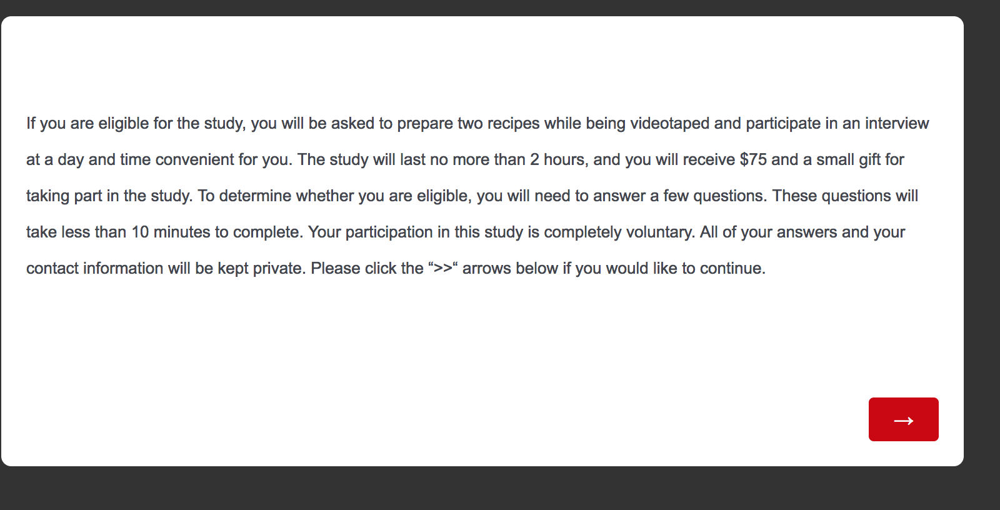 If you are eligible for the study, you will be asked to prepare two recipes while being videotaped and participate in an interview
at a day and time convenient for you. The study will last no more than 2 hours, and you will receive $75 and a small gift for
taking part in the study. To determine whether you are eligible, you will need to answer a few questions. These questions will
take less than 10 minutes to complete. Your participation in this study is completely voluntary. All of your answers and your
contact information will be kept private. Please click the “>>“ arrows below if you would like to continue.
→